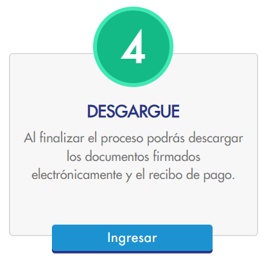 4
DESGARGUE
Al finalizar el proceso podrás descargar
los documentos firmados
electrónicamente y el recibo de pago.
Ingresar